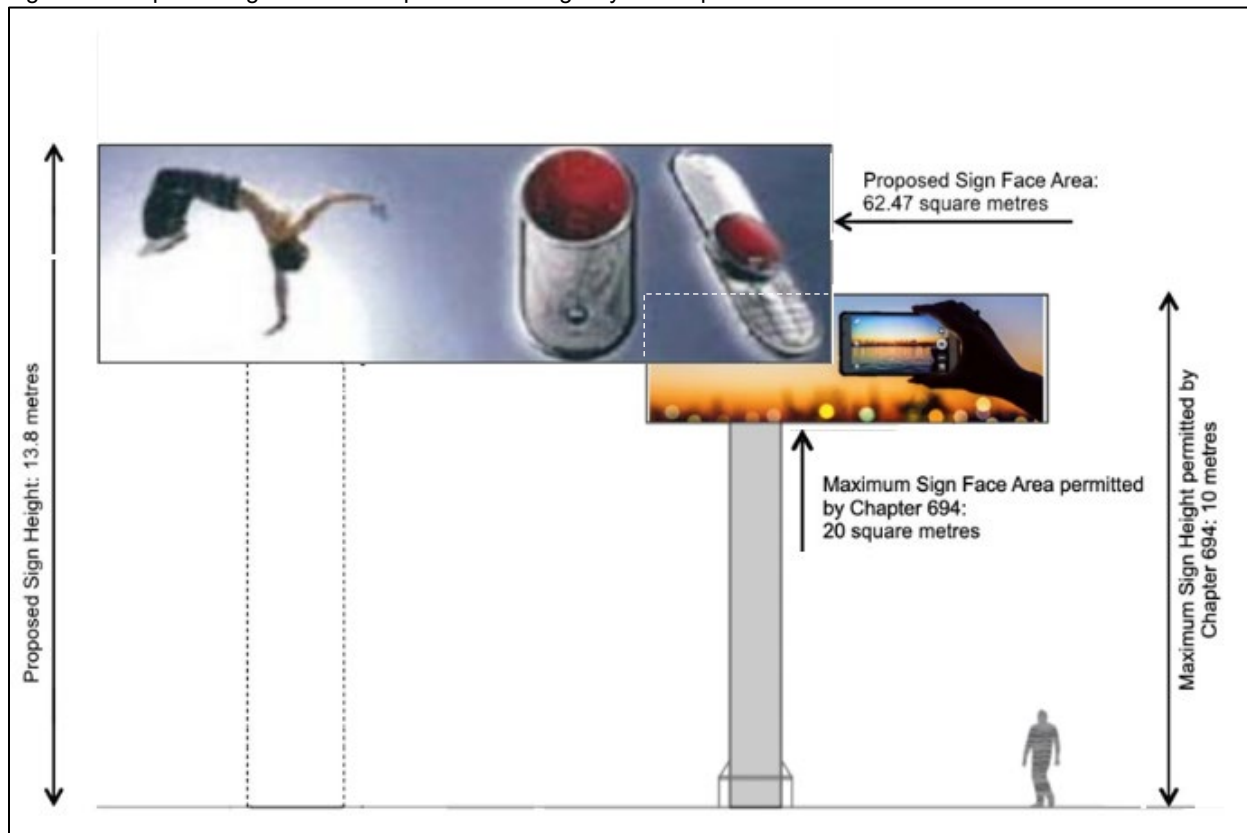 Proposed Sign Face Area:
62.47 square metres
Proposed Sign Height: 13.8 metres
Maximum Sign Face Area permitted
by Chapter 694:
20 square metres
Maximum Sign Height permitted by
Chapter 694: 10 metres